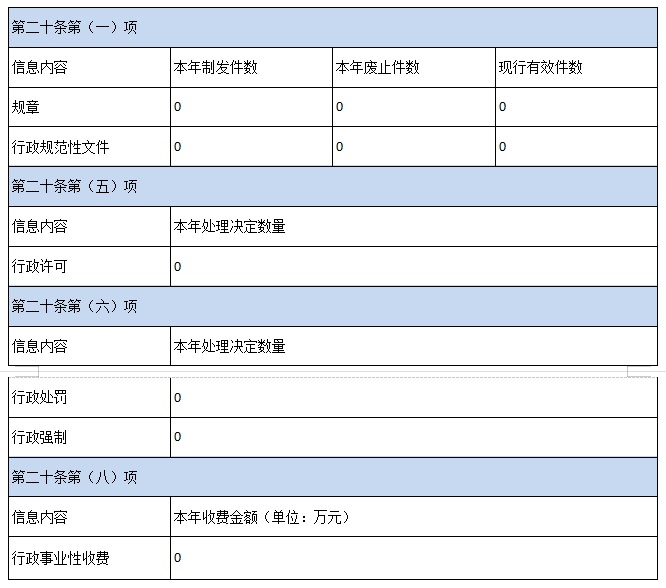 第二十条第（一）项
信息内容 本年制发件数 本年废止件数 现行有效件数
规章 0 0 0
行政规范性文件 0 0 0
第二十条第（五）项
信息内容 本年处理决定数量
行政许可 0
第二十条第（六）项
信息内容 本年处理决定数量
行政处罚 0
行政强制 0
第二十条第（八）项
信息内容 本年收费金额（单位：万元）
行政事业性收费 0